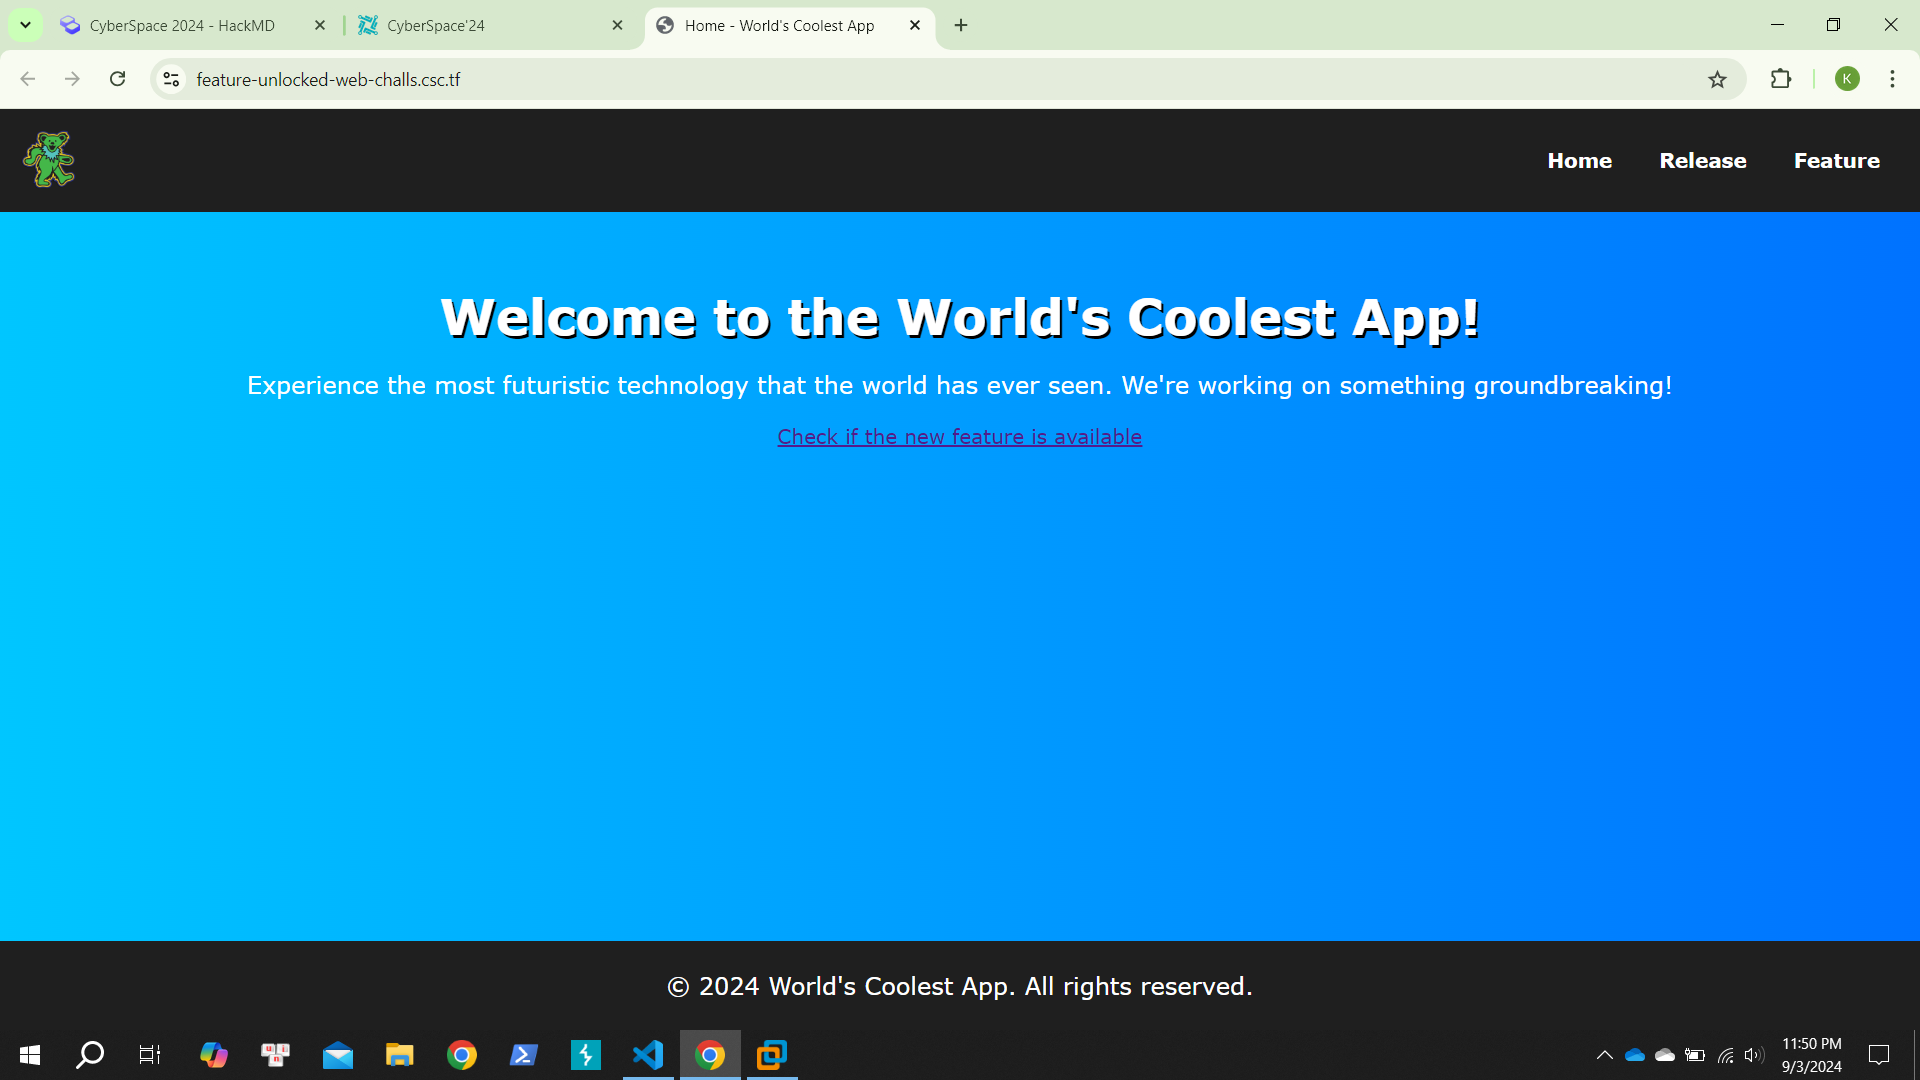 CyberSpace 2024 - HackMD
CyberSpace'24
Home - World's Coolest App
feature-unlocked-web-challs.csc.tf
K
Home
Release
Feature
Welcome to the World's Coolest App!
Experience the most futuristic technology that the world has ever seen. We're working on something groundbreaking!
Check if the new feature is available
© 2024 World's Coolest App. All rights reserved.
11:50 PM
9/3/2024